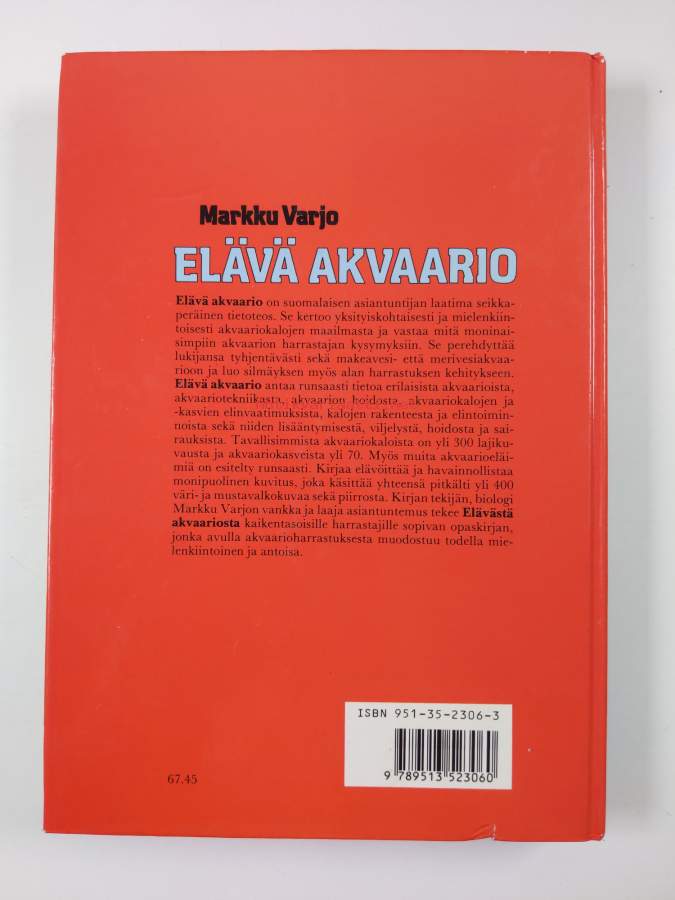 Markku Varjo
ELÄVÄ AKVAARIO
Elävä akvaario on suomalaisen asiantuntijan laatima seikka-
peräinen tietoteos. Se kertoo yksityiskohtaisesti ja mielenkiin-
toisesti akvaariokalojen maailmasta ja vastaa mitä moninai-
simpiin akvaarion harrastajan kysymyksiin. Se perehdyttää
lukijansa tyhjentävästi sekä makeavesi- että merivesiakvaa-
rioon ja luo silmäyksen myös alan harrastuksen kehitykseen.
Elävä akvaario antaa runsaasti tietoa erilaisista akvaarioista,
akvaariotekniikasta, akvaarion hoidosta, akvaariokalojen ja
-kasvien elinvaatimuksista, kalojen rakenteesta ja elintoimin-
noista sekä niiden lisääntymisestä, viljelystä, hoidosta ja sai-
rauksista. Tavallisimmista akvaariokaloista on yli 300 lajiku-
vausta ja akvaariokasveista yli 70. Myös muita akvaarioeläi-
miä on esitelty runsaasti. Kirjaa elävöittää ja havainnollistaa
monipuolinen kuvitus, joka käsittää yhteensä pitkälti yli 400
väri- ja mustavalkokuvaa sekä piirrosta. Kirjan tekijän, biologi
Markku Varjon vankka ja laaja asiantuntemus tekee Elävästä
akvaariosta kaikentasoisille harrastajille sopivan opaskirjan,
jonka avulla akvaarioharrastuksesta muodostuu todella mie-
lenkiintoinen ja antoisa.
ISBN 951-35-2306-3
9 789513 523060
67.45